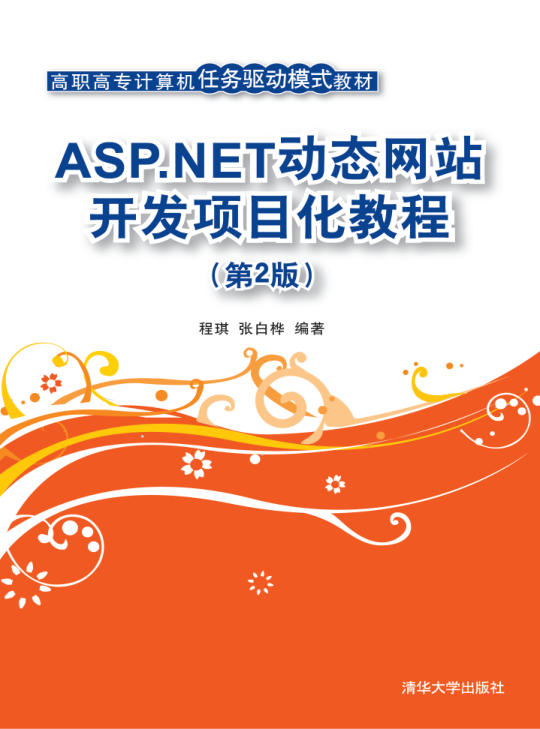 高职高专计算机任务驱动模式教材
ASP.NET动态网站
开发项目化教程
（第2版）
程琪 张白桦 编著
清华大学出版社